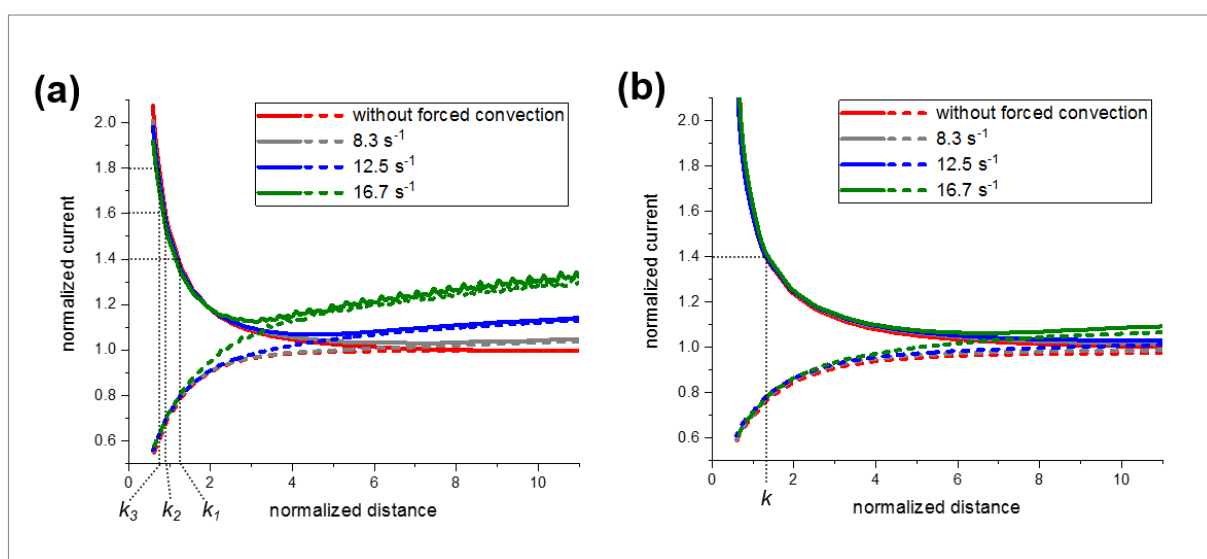 (a)
without forced convection
8.3 s⁻¹
12.5 s⁻¹
16.7 s⁻¹
normalized current
2.0
1.8
1.6
1.4
1.2
1.0
0.8
0.6
0 2 4 6 8 10
k₃ k₂ k₁
normalized distance
(b)
without forced convection
8.3 s⁻¹
12.5 s⁻¹
16.7 s⁻¹
normalized current
2.0
1.8
1.6
1.4
1.2
1.0
0.8
0.6
0 2 4 6 8 10
k
normalized distance